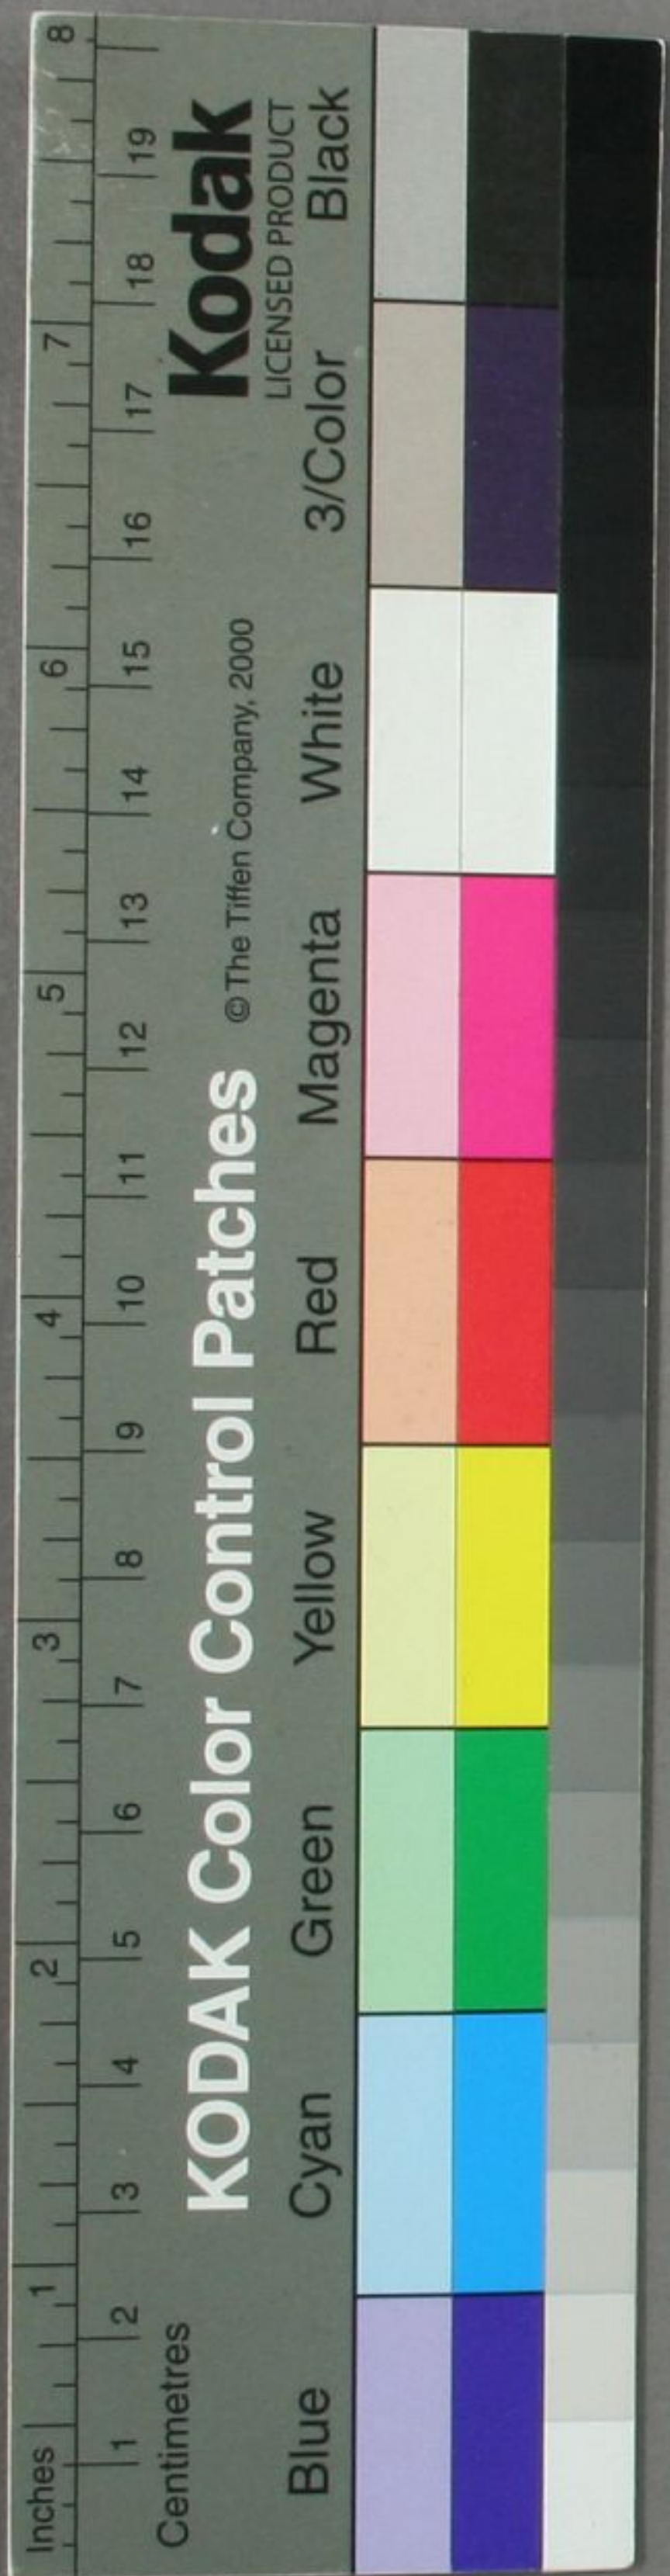 Inches 1 2 3 4 5 6 7 8
1 2 3 4 5 6 7 8 9 10 11 12 13 14 15 16 17 18 19
Centimetres
KODAK Color Control Patches © The Tiffen Company, 2000 Kodak
LICENSED PRODUCT
Blue Cyan Green Yellow Red Magenta White 3/Color Black